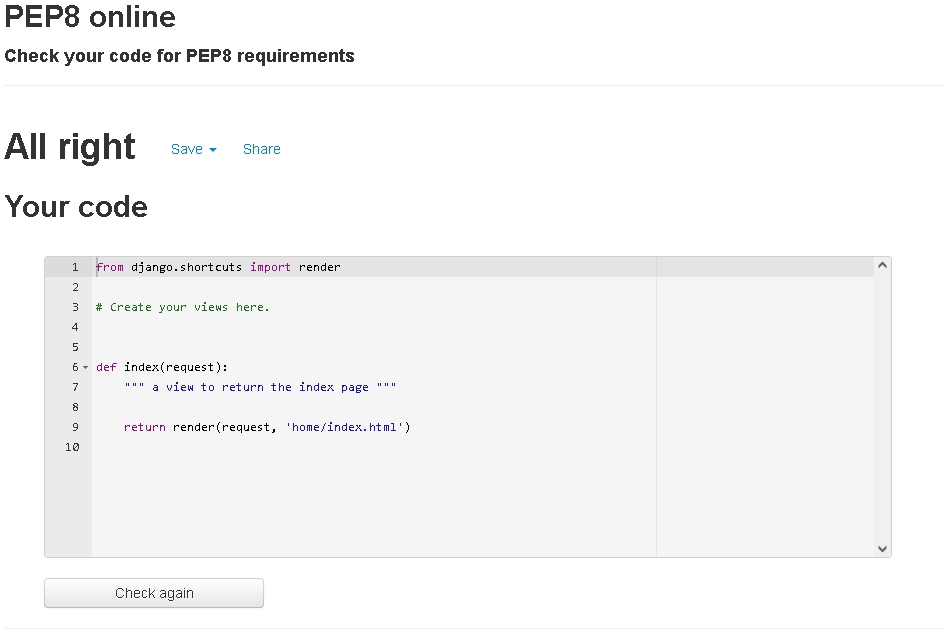 PEP8 online
Check your code for PEP8 requirements
All right Save Share
Your code
1 from django.shortcuts import render
2
3 # Create your views here.
4
5
6 def index(request):
7     """ a view to return the index page """
8
9     return render(request, 'home/index.html')
10
Check again